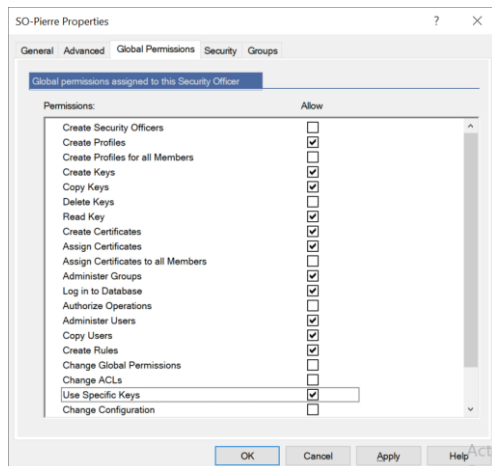 SO-Pierre Properties ? ×
General Advanced Global Permissions Security Groups
Global permissions assigned to this Security Officer
Permissions: Allow
Create Security Officers
Create Profiles
Create Profiles for all Members
Create Keys
Copy Keys
Delete Keys
Read Key
Create Certificates
Assign Certificates
Assign Certificates to all Members
Administer Groups
Log in to Database
Authorize Operations
Administer Users
Copy Users
Create Rules
Change Global Permissions
Change ACLs
Use Specific Keys
Change Configuration
OK Cancel Apply Help Act